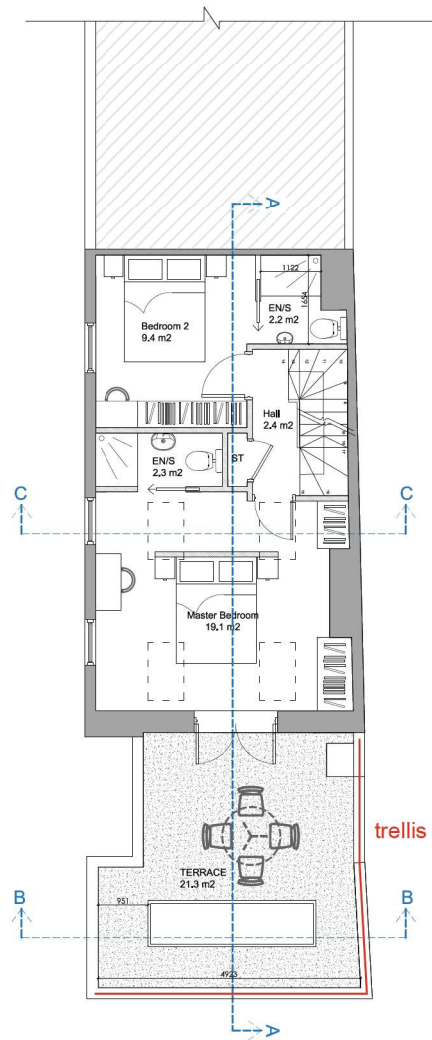 A
1122
1654
EN/S
2.2 m2
Bedroom 2
9.4 m2
Hall
2.4 m2
EN/S
2.3 m2
ST
C
C
Master Bedroom
19.1 m2
trellis
TERRACE
21.3 m2
B
B
951
4923
A